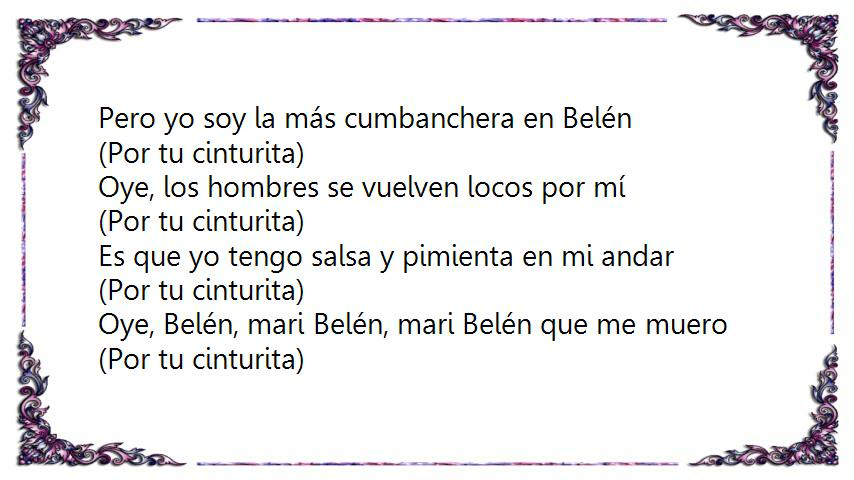 Pero yo soy la más cumbanchera en Belén
(Por tu cinturita)
Oye, los hombres se vuelven locos por mí
(Por tu cinturita)
Es que yo tengo salsa y pimienta en mi andar
(Por tu cinturita)
Oye, Belén, mari Belén, mari Belén que me muero
(Por tu cinturita)